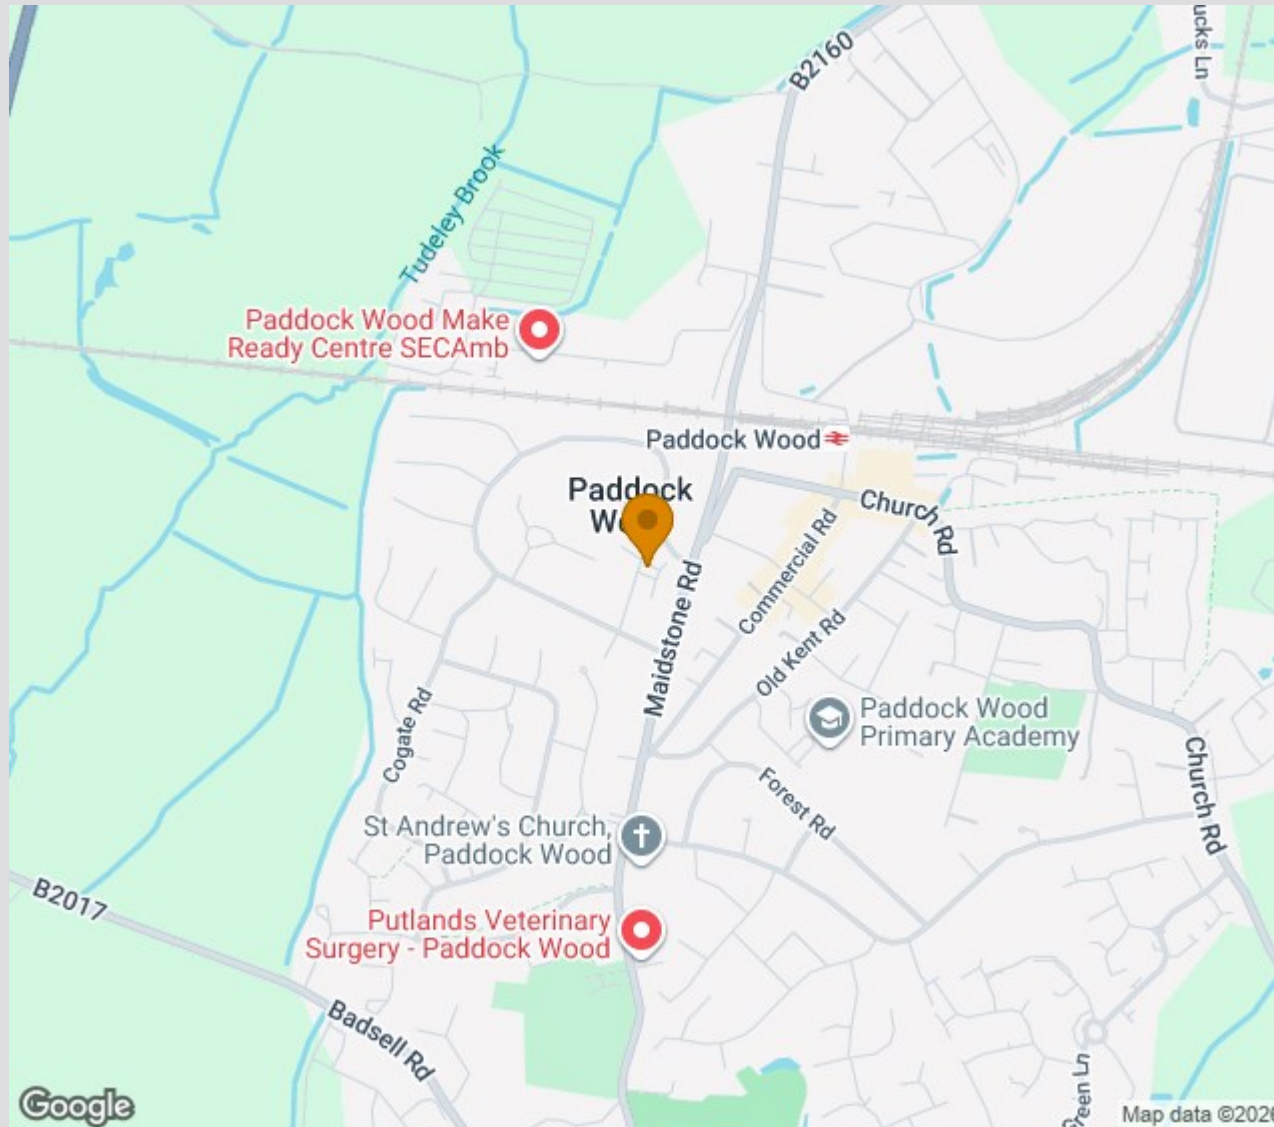 ucks Ln
B2160
Tudeley Brook
Paddock Wood Make
Ready Centre SECAmb
Paddock Wood
Paddock
Church Rd
Commercial Rd
Maidstone Rd
Old Kent Rd
Paddock Wood
Primary Academy
Cogate Rd
Church Rd
Forest Rd
St Andrew's Church,
Paddock Wood
B2017
Putlands Veterinary
Surgery - Paddock Wood
Badsell Rd
Green Ln
Google
Map data ©2026